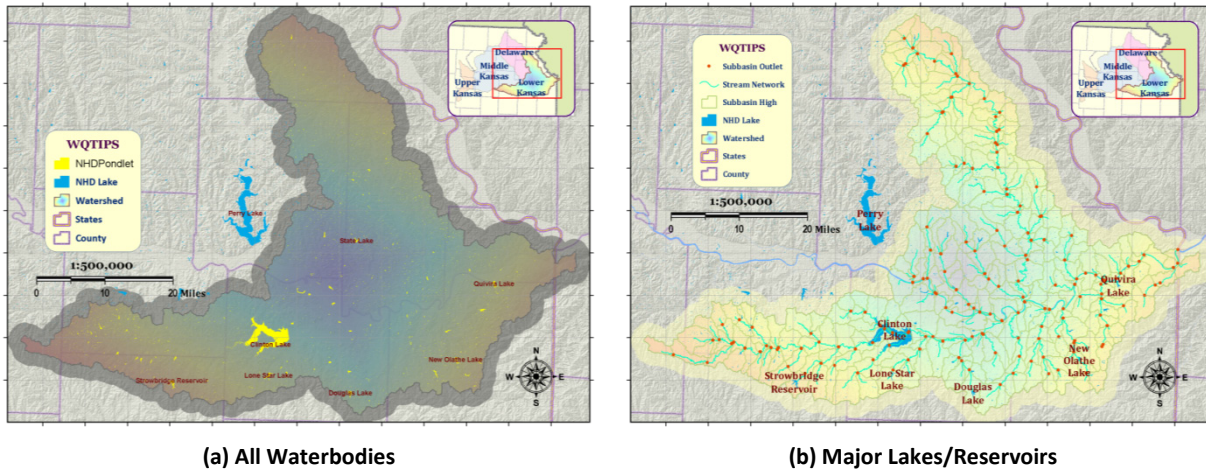 Delaware
Middle
Kansas
Upper
Kansas
Lower
Kansas
WQTIPS
NHDPondlet
NHD Lake
Watershed
States
County
1:500,000
0 10 20 Miles
Perry Lake
State Lake
Quivira Lake
Clinton Lake
New Olathe Lake
Lone Star Lake
Strowbridge Reservoir
Douglas Lake
N
W E
S
(a) All Waterbodies
Delaware
Middle
Kansas
Upper
Kansas
Lower
Kansas
WQTIPS
Subbasin Outlet
Stream Network
Subbasin High
NHD Lake
Watershed
States
County
1:500,000
0 10 20 Miles
Perry
Lake
Quivira
Lake
Clinton
Lake
New
Olathe
Lake
Strowbridge
Reservoir
Lone Star
Lake
Douglas
Lake
N
W E
S
(b) Major Lakes/Reservoirs